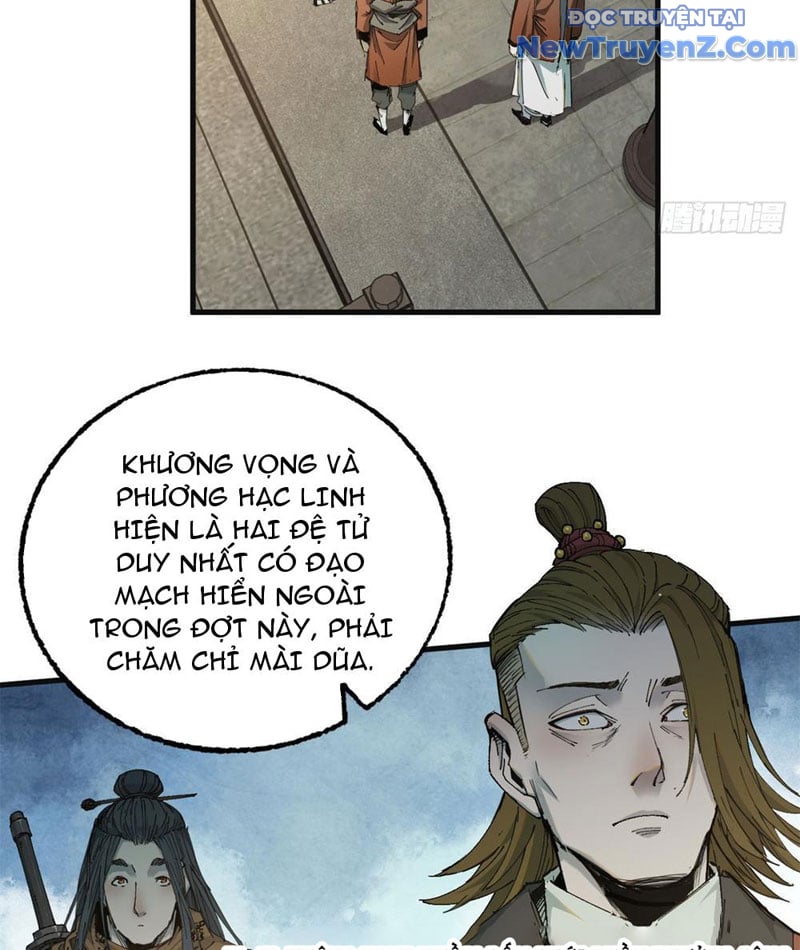 ĐỌC TRUYỆN TẠI
NEWTRUYENZ.COM
腾讯动漫
KHƯƠNG VỌNG VÀ
PHƯƠNG HẠC LINH
HIỆN LÀ HAI ĐỆ TỬ
DUY NHẤT CÓ ĐẠO
MẠCH HIỂN NGOÀI
TRONG ĐỢT NÀY, PHẢI
CHĂM CHỈ MÀI DŨA.